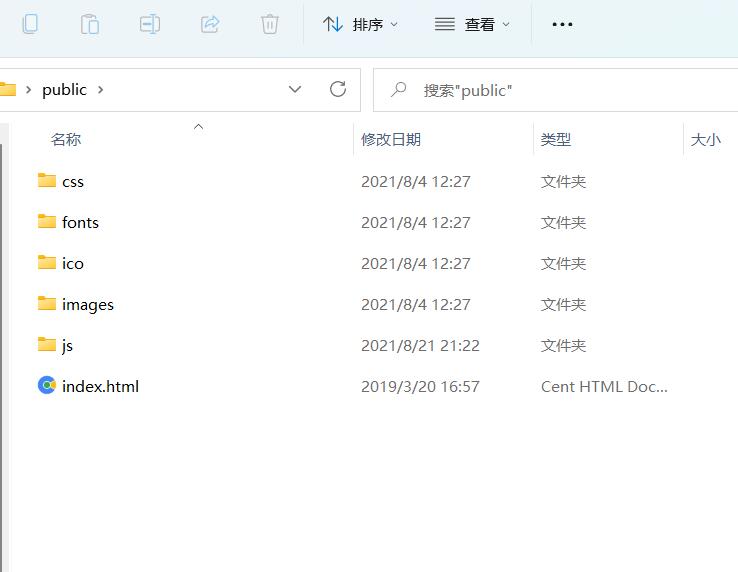 排序 查看
public 搜索"public"
名称 修改日期 类型 大小
css 2021/8/4 12:27 文件夹
fonts 2021/8/4 12:27 文件夹
ico 2021/8/4 12:27 文件夹
images 2021/8/4 12:27 文件夹
js 2021/8/21 21:22 文件夹
index.html 2019/3/20 16:57 Cent HTML Doc...